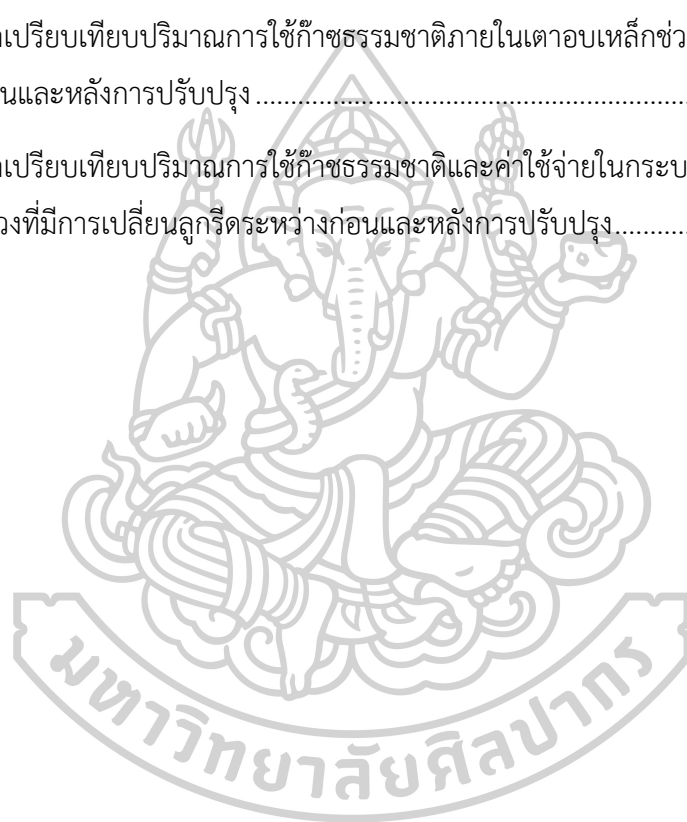 เปรียบเทียบปริมาณการใช้ก๊าซธรรมชาติภายในเตาอบเหล็กช่ว
นและหลังการปรับปรุง ..........................................................................
เปรียบเทียบปริมาณการใช้ก๊าซธรรมชาติและค่าใช้จ่ายในกระบ
วงที่มีการเปลี่ยนลูกรีดระหว่างก่อนและหลังการปรับปรุง............
มหาวิทยาลัยศิลปากร